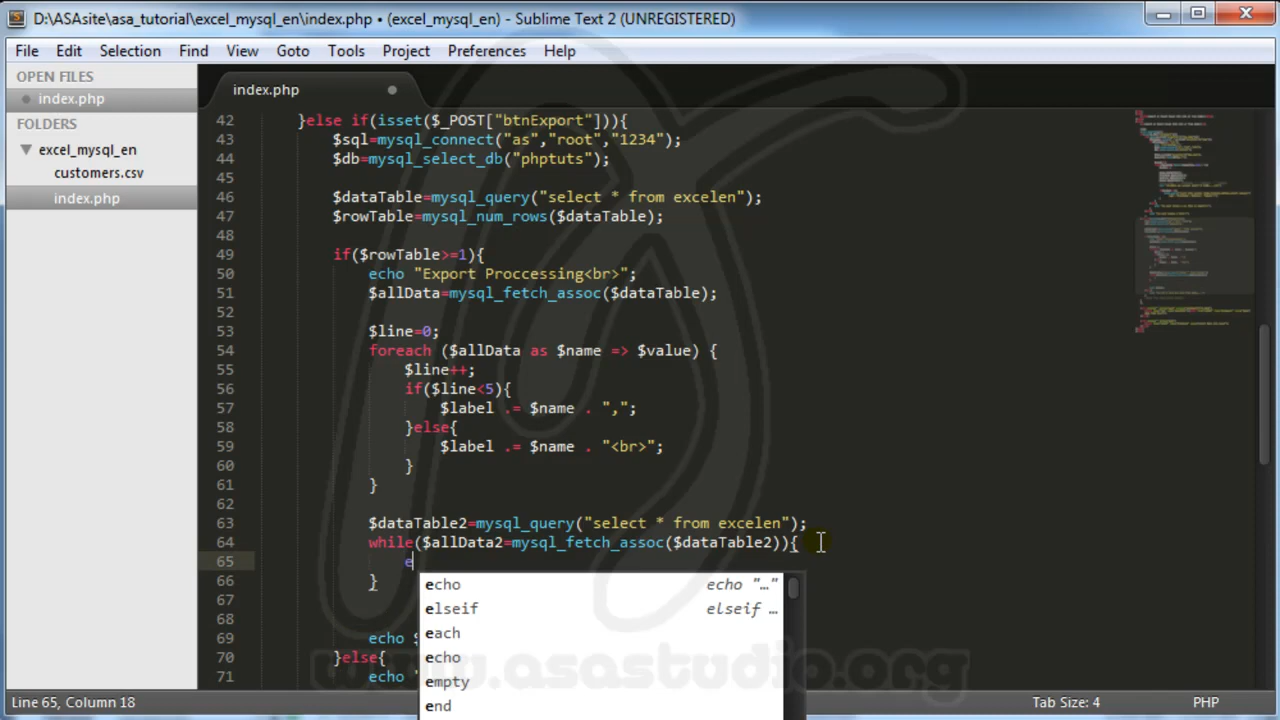 D:\ASAsite\asa_tutorial\excel_mysql_en\index.php • (excel_mysql_en) - Sublime Text 2 (UNREGISTERED)
File Edit Selection Find View Goto Tools Project Preferences Help
OPEN FILES
index.php
FOLDERS
excel_mysql_en
customers.csv
index.php
index.php
42 }else if(isset($_POST["btnExport"])){
43 $sql=mysql_connect("as","root","1234");
44 $db=mysql_select_db("phptuts");
45
46 $dataTable=mysql_query("select * from excelen");
47 $rowTable=mysql_num_rows($dataTable);
48
49 if($rowTable>=1){
50 echo "Export Proccessing<br>";
51 $allData=mysql_fetch_assoc($dataTable);
52
53 $line=0;
54 foreach ($allData as $name => $value) {
55 $line++;
56 if($line<5){
57 $label .= $name . ",";
58 }else{
59 $label .= $name . "<br>";
60 }
61 }
62
63 $dataTable2=mysql_query("select * from excelen");
64 while($allData2=mysql_fetch_assoc($dataTable2)){
65 e
66 }
67
68
69 echo $
70 }else{
71 echo "
echo echo "…"
elseif elseif …
each
echo
empty
end
www.asastudio.org
Line 65, Column 18 Tab Size: 4 PHP